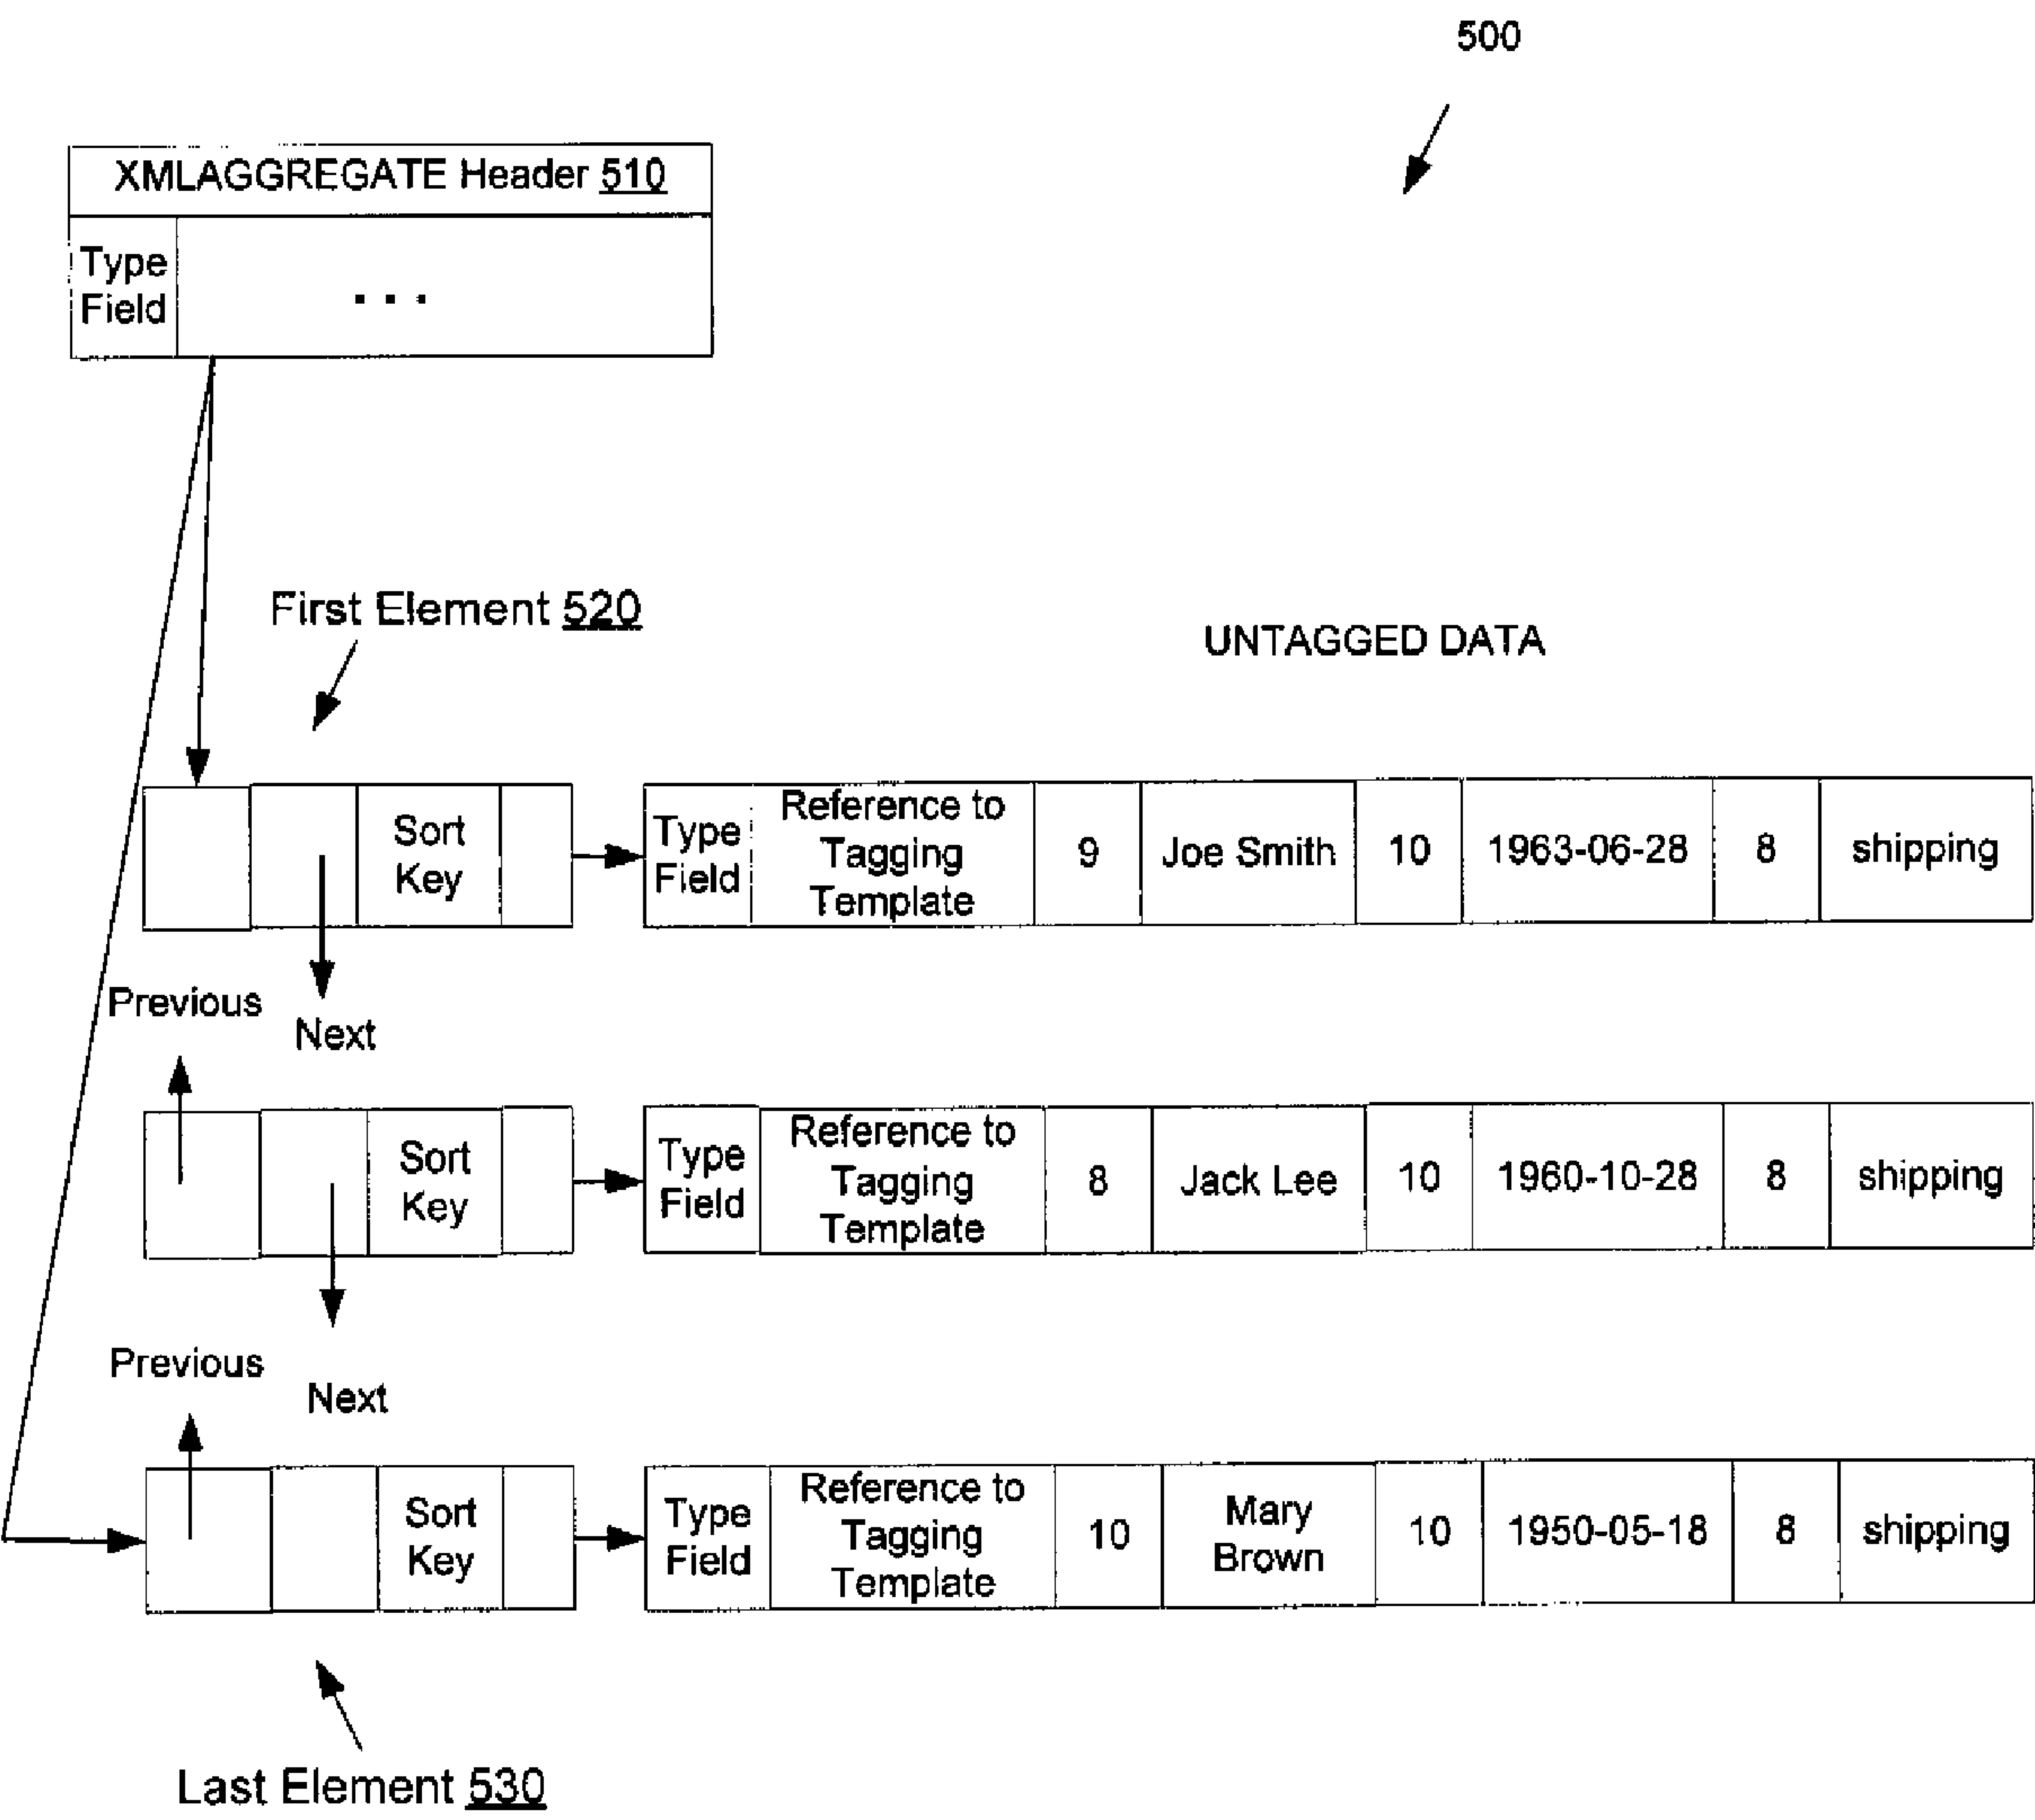 500
XMLAGGREGATE Header 510
Type
Field
. . .
First Element 520
UNTAGGED DATA
Sort
Key
Type
Field
Reference to
Tagging
Template
9
Joe Smith
10
1963-06-28
8
shipping
Previous
Next
Sort
Key
Type
Field
Reference to
Tagging
Template
8
Jack Lee
10
1960-10-28
8
shipping
Previous
Next
Sort
Key
Type
Field
Reference to
Tagging
Template
10
Mary
Brown
10
1950-05-18
8
shipping
Last Element 530